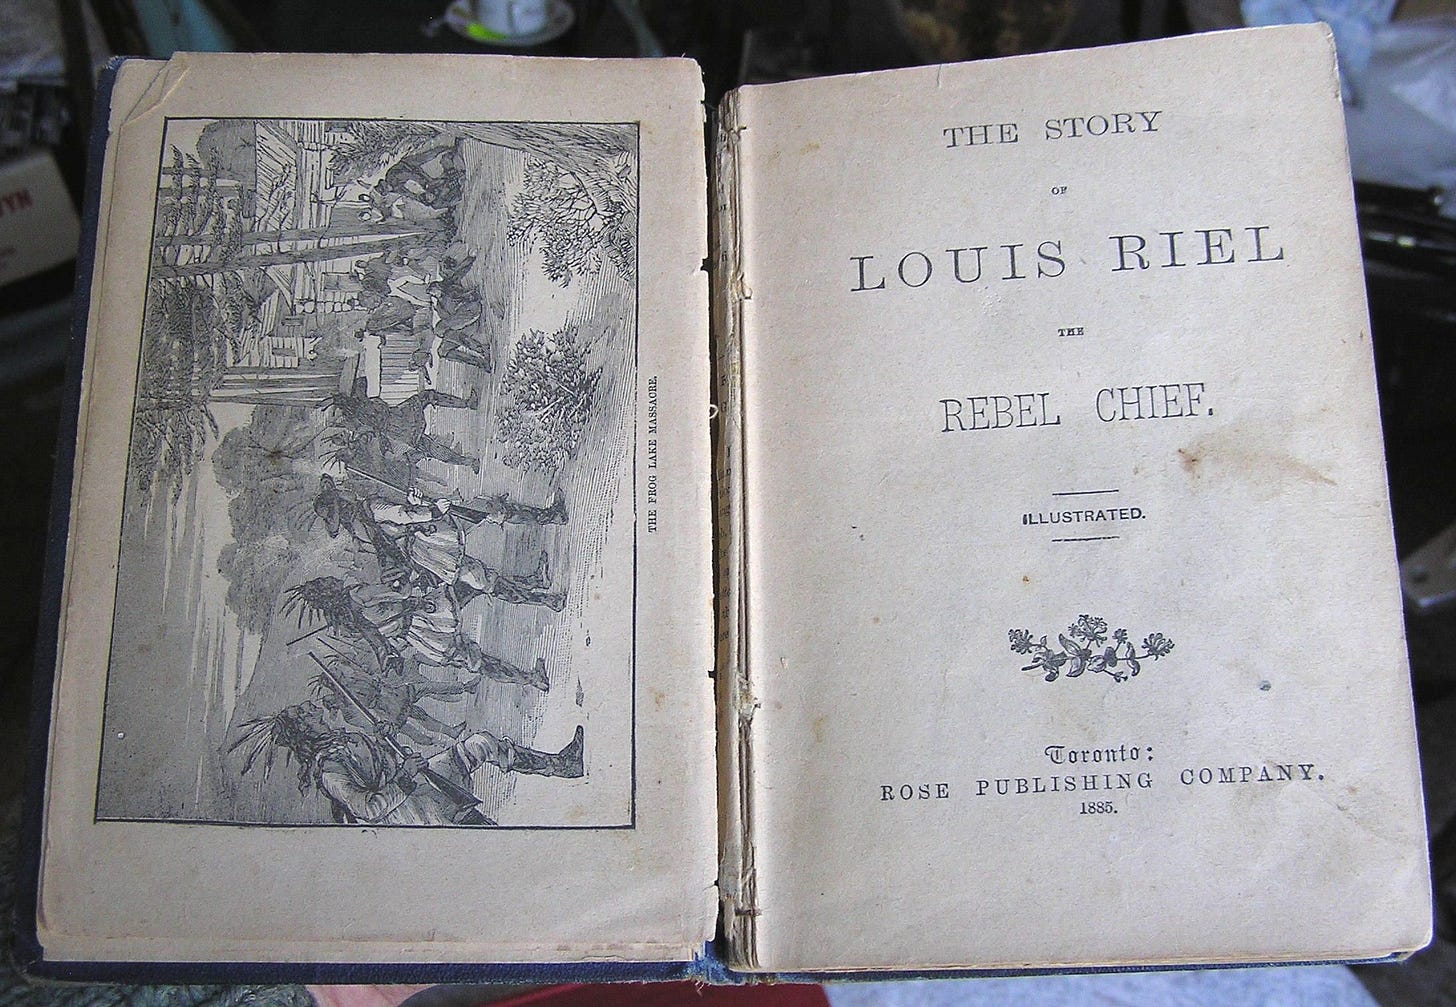 THE FROG LAKE MASSACRE.
THE STORY
OF
LOUIS RIEL
THE
REBEL CHIEF.
ILLUSTRATED.
Toronto:
ROSE PUBLISHING COMPANY.
1885.